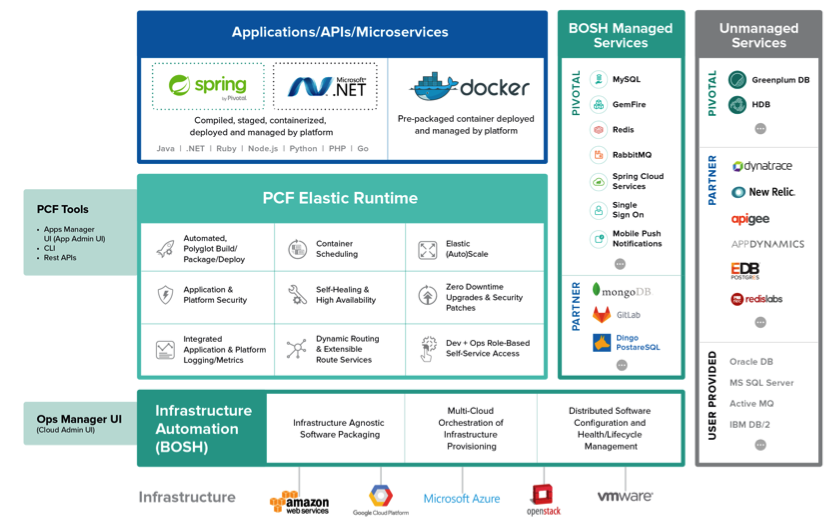 Applications/APIs/Microservices
spring
by Pivotal.
Microsoft®
.NET
Compiled, staged, containerized,
deployed and managed by platform
Java | .NET | Ruby | Node.js | Python | PHP | Go
docker
Pre-packaged container deployed
and managed by platform
PCF Tools
• Apps Manager
UI (App Admin UI)
• CLI
• Rest APIs
PCF Elastic Runtime
Automated,
Polyglot Build/
Package/Deploy
Container
Scheduling
Elastic
(Auto)Scale
Application &
Platform Security
Self-Healing &
High Availability
Zero Downtime
Upgrades & Security
Patches
Integrated
Application & Platform
Logging/Metrics
Dynamic Routing
& Extensible
Route Services
Dev + Ops Role-Based
Self-Service Access
Ops Manager UI
(Cloud Admin UI)
Infrastructure
Automation
(BOSH)
Infrastructure Agnostic
Software Packaging
Multi-Cloud
Orchestration of
Infrastructure
Provisioning
Distributed Software
Configuration and
Health/Lifecycle
Management
BOSH Managed
Services
PIVOTAL
MySQL
GemFire
Redis
RabbitMQ
Spring Cloud
Services
Single
Sign On
Mobile Push
Notifications
PARTNER
mongoDB
GitLab
Dingo
PostareSQL
Unmanaged
Services
PIVOTAL
Greenplum DB
HDB
PARTNER
dynatrace
New Relic.
apigee
APPDYNAMICS
EDB
POSTGRES
redislabs
USER PROVIDED
Oracle DB
MS SQL Server
Active MQ
IBM DB/2
Infrastructure
amazon
web services
Google Cloud Platform
Microsoft Azure
openstack
vmware®